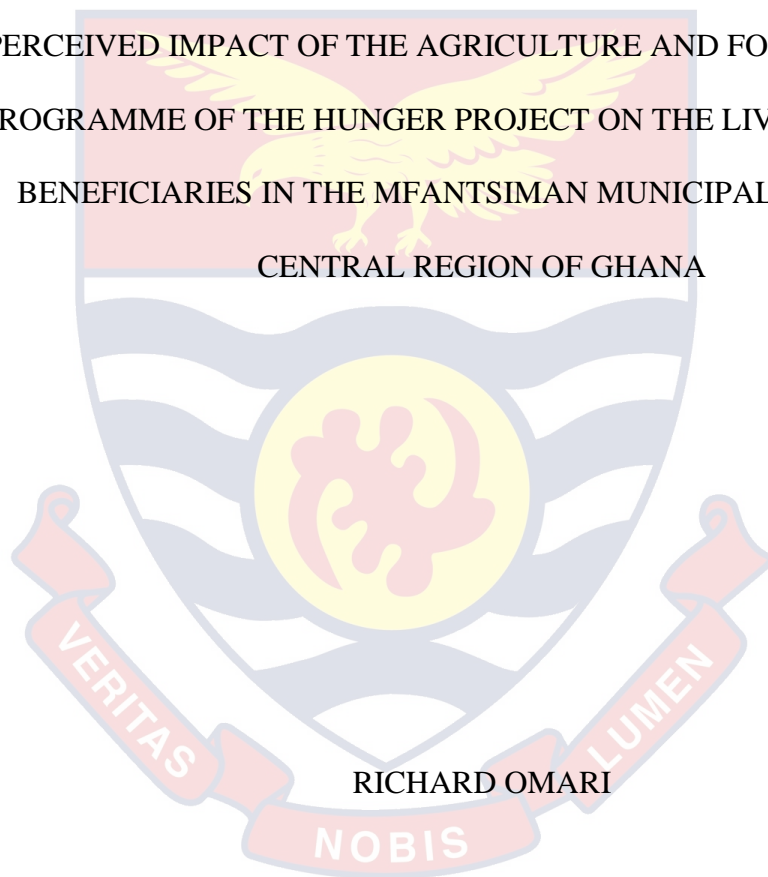 PERCEIVED IMPACT OF THE AGRICULTURE AND FO
ROGRAMME OF THE HUNGER PROJECT ON THE LIV
BENEFICIARIES IN THE MFANTSIMAN MUNICIPAL
CENTRAL REGION OF GHANA
RICHARD OMARI
VERITAS
NOBIS
LUMEN